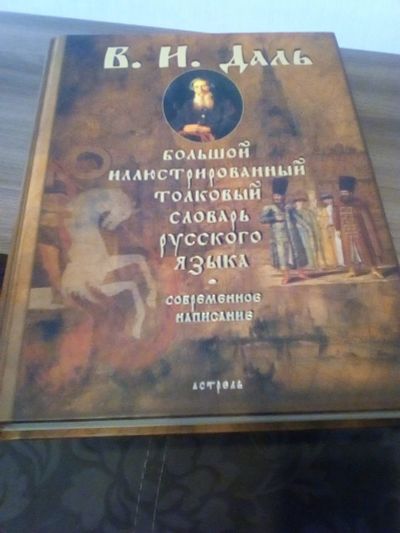 В. И. Даль
БОЛЬШОЙ
ИЛЛЮСТРИРОВАННЫЙ
ТОЛКОВЫЙ
СЛОВАРЬ
РУССКОГО
ЯЗЫКА
СОВРЕМЕННОЕ
НАПИСАНИЕ
АСТРЕЛЬ